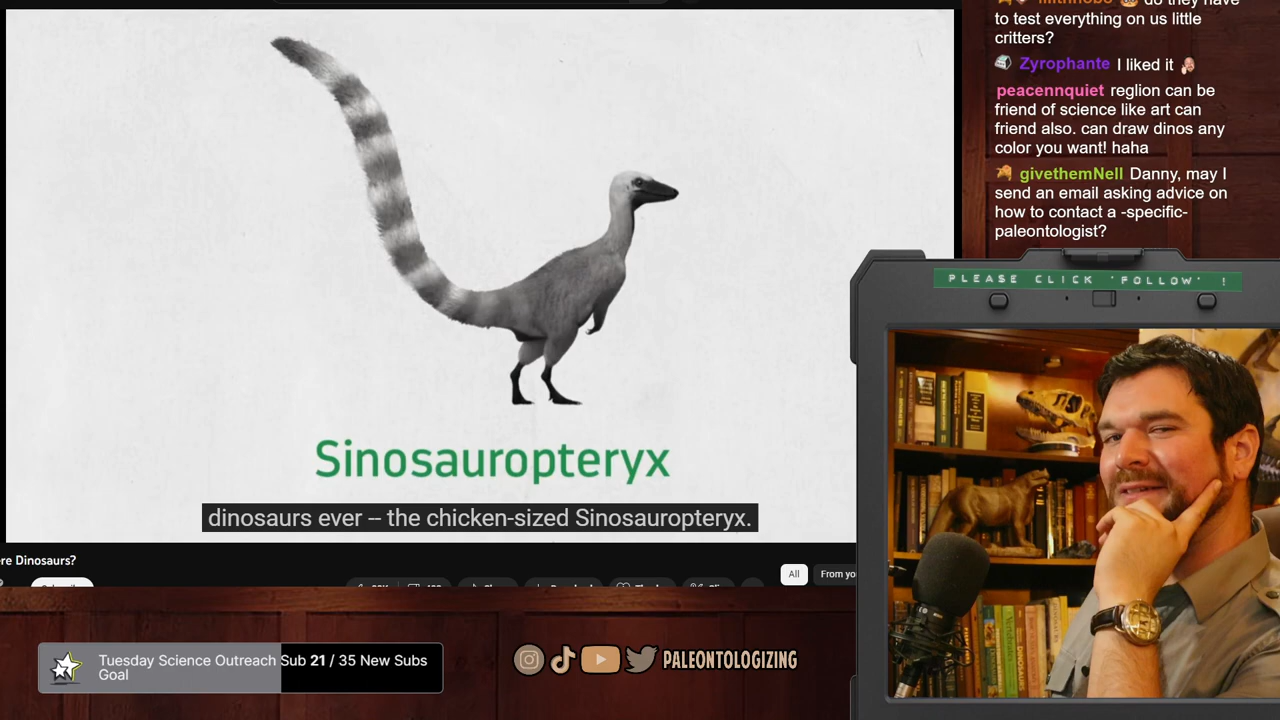 to test everything on us little
critters?
Zyrophante I liked it
peacennquiet reglion can be
friend of science like art can
friend also. can draw dinos any
color you want! haha
givethemNell Danny, may I
send an email asking advice on
how to contact a -specific-
paleontologist?
PLEASE CLICK 'FOLLOW' !
Sinosauropteryx
dinosaurs ever -- the chicken-sized Sinosauropteryx.
re Dinosaurs?
All
From yo
Tuesday Science Outreach Sub 21 / 35 New Subs
Goal
PALEONTOLOGIZING